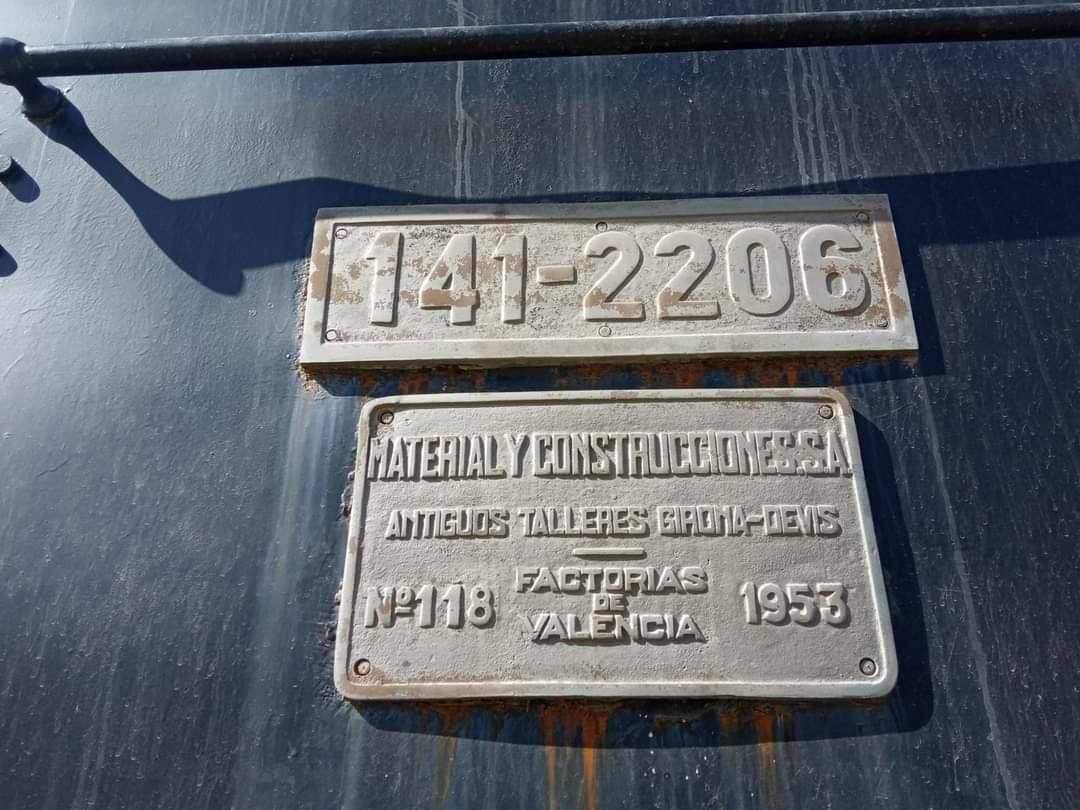 141-2206
MATERIAL Y CONSTRUCCIONES.S.A
ANTIGUOS TALLERES GIRONA-DEVIS
FACTORIAS
DE
VALENCIA
Nº118
1953